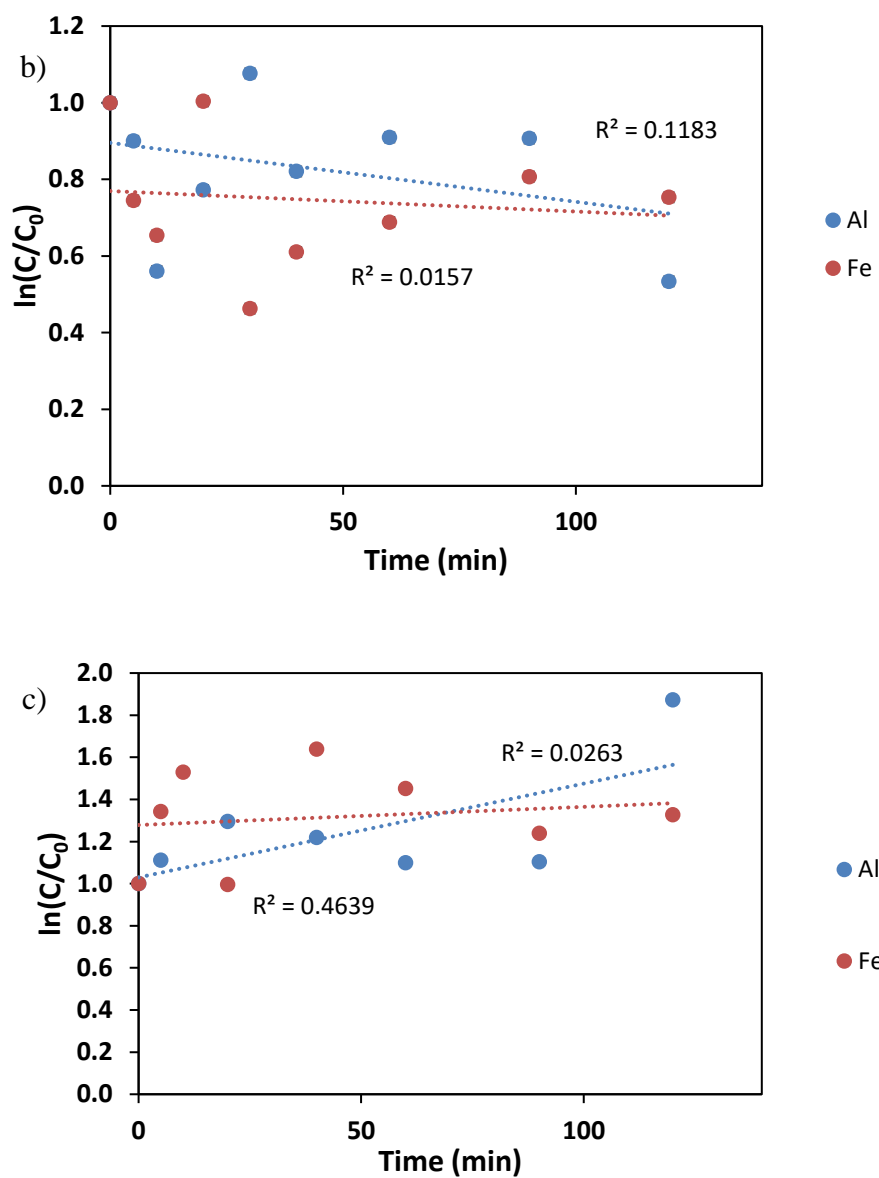 b)
1.2
1.0
0.8
0.6
0.4
0.2
0.0
ln(C/C₀)
R² = 0.1183
R² = 0.0157
Al
Fe
0
50
100
Time (min)
c)
2.0
1.8
1.6
1.4
1.2
1.0
0.8
0.6
0.4
0.2
0.0
ln(C/C₀)
R² = 0.0263
R² = 0.4639
Al
Fe
0
50
100
Time (min)